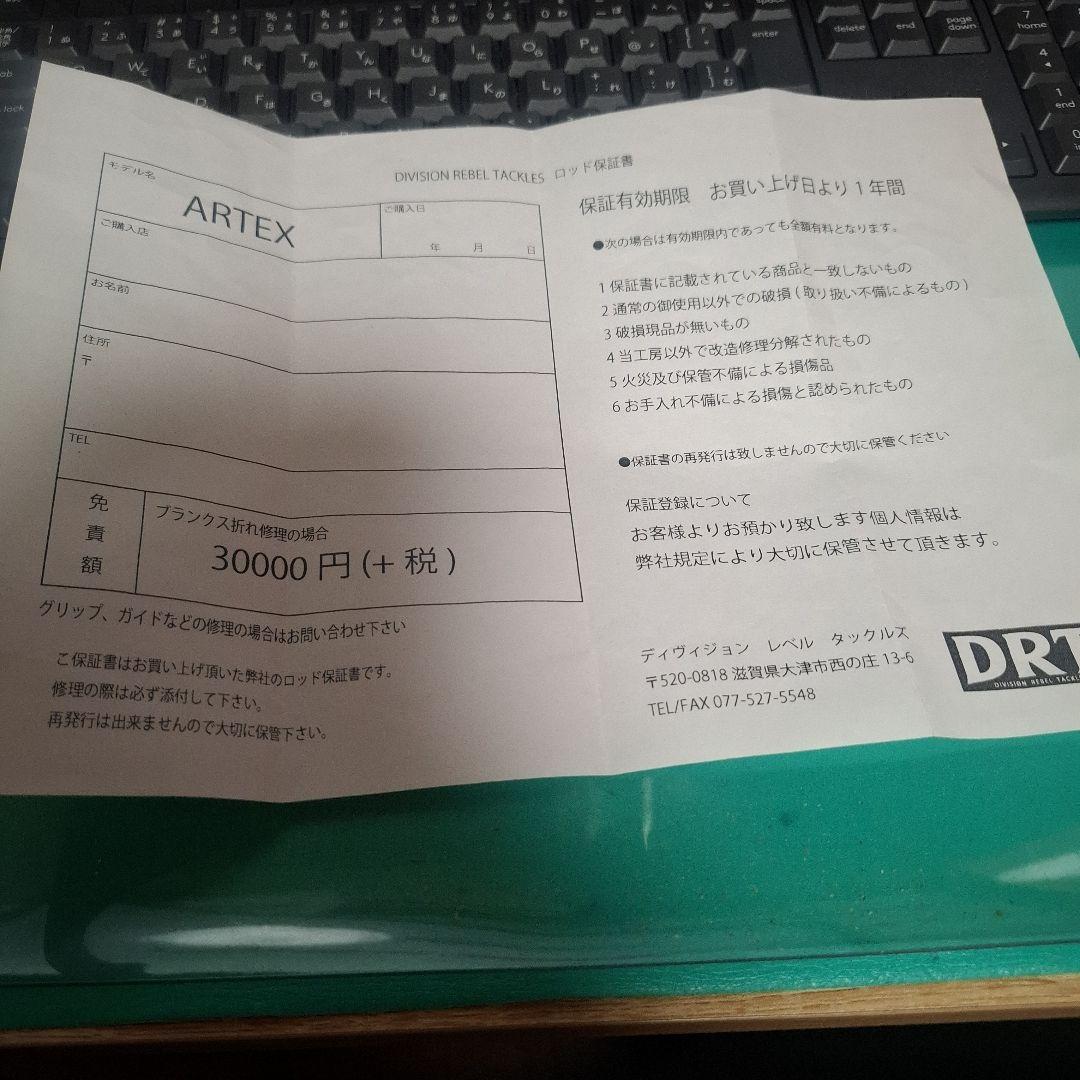 DIVISION REBEL TACKLES ロッド保証書
モデル名
ARTEX
ご購入日
年 月 日
ご購入店
お名前
住所
〒
TEL
免責額
ブランクス折れ修理の場合
30000 円 (+ 税 )
グリップ、ガイドなどの修理の場合はお問い合わせ下さい
ご保証書はお買い上げ頂いた弊社のロッド保証書です。
修理の際は必ず添付して下さい。
再発行は出来ませんので大切に保管下さい。
保証有効期限 お買い上げ日より 1 年間
●次の場合は有効期限内であっても全額有料となります。
1 保証書に記載されている商品と一致しないもの
2 通常の御使用以外での破損 ( 取り扱い不備によるもの )
3 破損現品が無いもの
4 当工房以外で改造修理分解されたもの
5 火災及び保管不備による損傷品
6 お手入れ不備による損傷と認められたもの
●保証書の再発行は致しませんので大切に保管ください
保証登録について
お客様よりお預かり致します個人情報は
弊社規定により大切に保管させて頂きます。
ディヴィジョン レベル タックルズ
〒520-0818 滋賀県大津市西の庄 13-6
TEL/FAX 077-527-5548
DRT
DIVISION REBEL TACKLES
delete
end
page down
7 home
4
1 end
enter